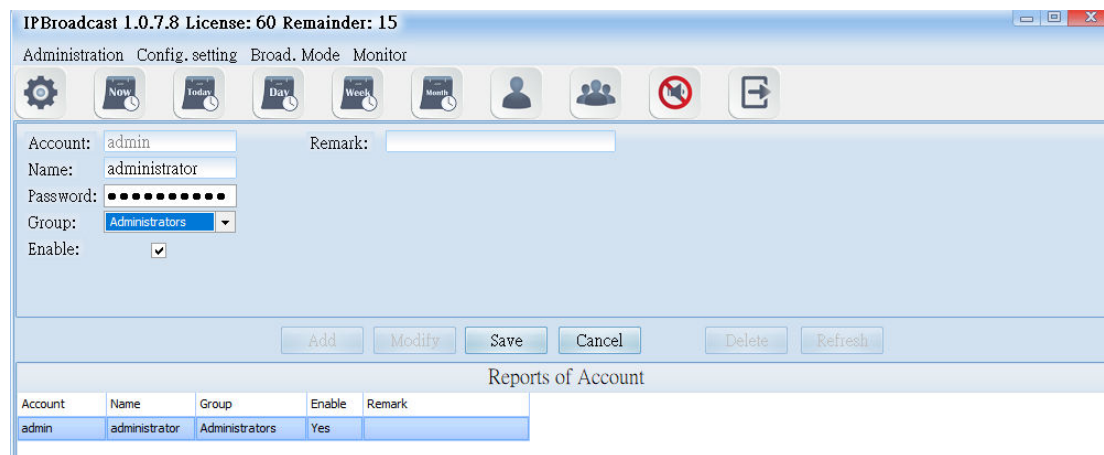 IPBroadcast 1.0.7.8 License: 60 Remainder: 15
Administration Config. setting Broad. Mode Monitor
Now Today Day Week Month
Account: admin Remark:
Name: administrator
Password: ●●●●●●●●●●
Group: Administrators
Enable:
Add Modify Save Cancel Delete Refresh
Reports of Account
Account Name Group Enable Remark
admin administrator Administrators Yes